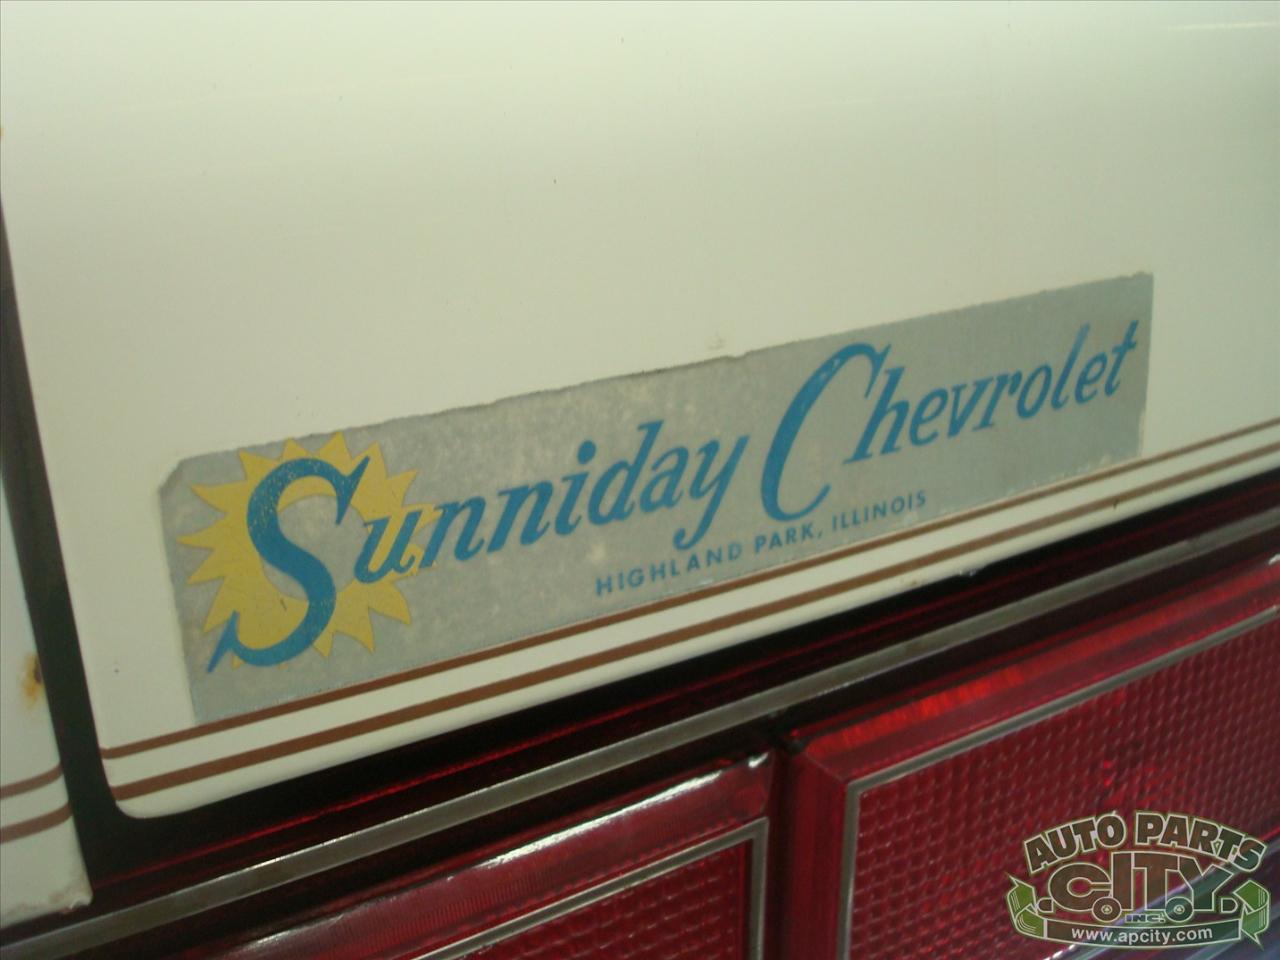 Sunniday Chevrolet
HIGHLAND PARK, ILLINOIS
AUTO PARTS
CITY
INC.
www.apcity.com